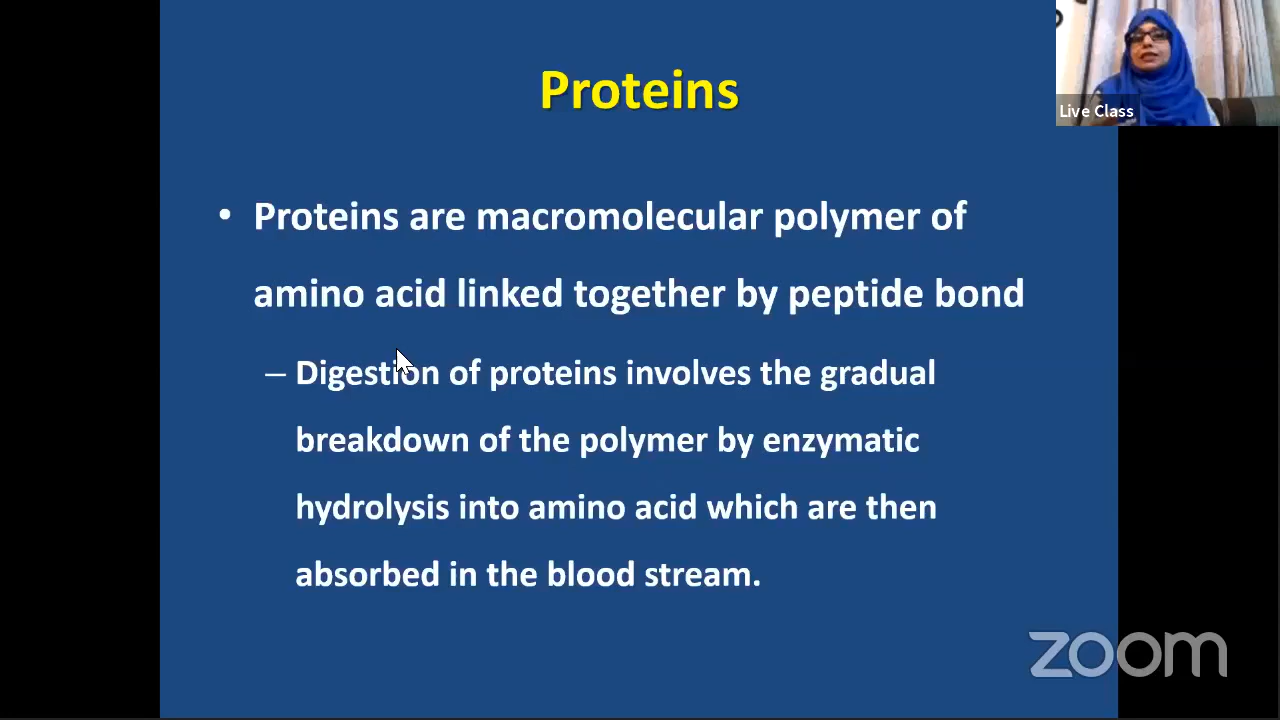 Proteins
Live Class
• Proteins are macromolecular polymer of
amino acid linked together by peptide bond
– Digestion of proteins involves the gradual
breakdown of the polymer by enzymatic
hydrolysis into amino acid which are then
absorbed in the blood stream.
zoom